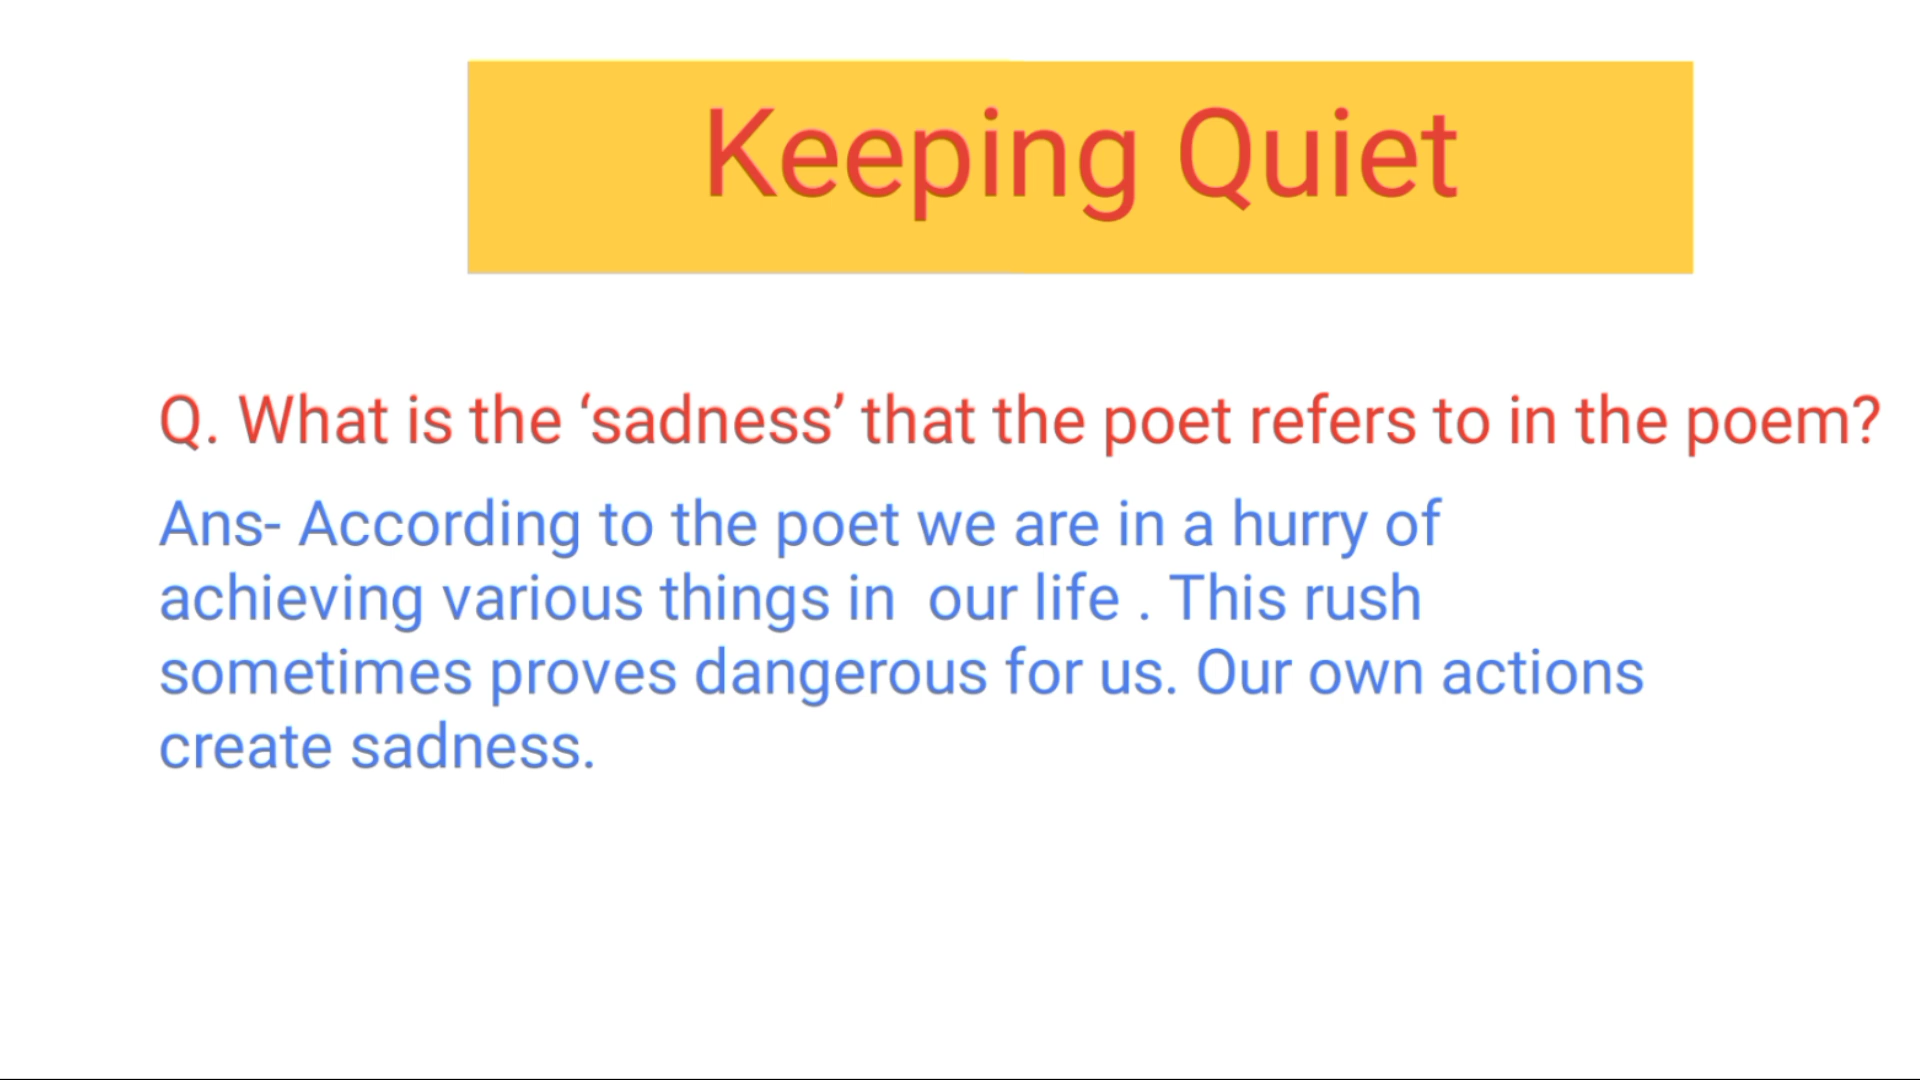 Keeping Quiet
Q. What is the ‘sadness’ that the poet refers to in the poem?
Ans- According to the poet we are in a hurry of
achieving various things in  our life . This rush
sometimes proves dangerous for us. Our own actions
create sadness.